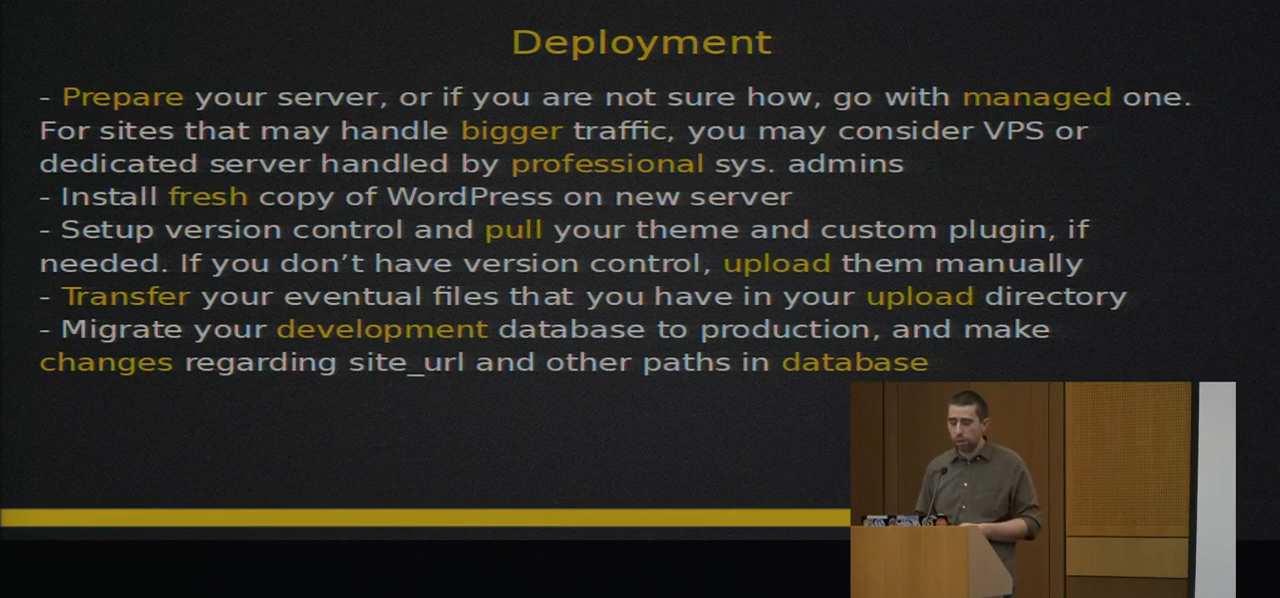 Deployment
- Prepare your server, or if you are not sure how, go with managed one.
For sites that may handle bigger traffic, you may consider VPS or
dedicated server handled by professional sys. admins
- Install fresh copy of WordPress on new server
- Setup version control and pull your theme and custom plugin, if
needed. If you don’t have version control, upload them manually
- Transfer your eventual files that you have in your upload directory
- Migrate your development database to production, and make
changes regarding site_url and other paths in database